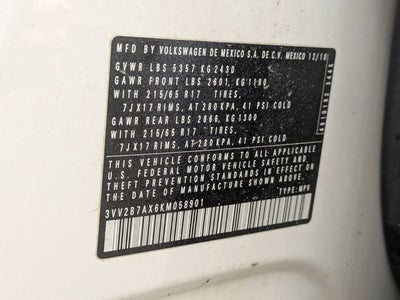 MFD BY VOLKSWAGEN DE MEXICO S.A. DE C.V. MEXICO 12/18
GVWR LBS 5357 KG 2430
GAWR FRONT LBS 2601, KG 1180
WITH 215/65 R17 TIRES,
7JX17 RIMS, AT 280 KPA, 41 PSI COLD
GAWR REAR LBS 2866, KG 1300
WITH 215/65 R17 TIRES,
7JX17 RIMS, AT 280 KPA, 41 PSI COLD
THIS VEHICLE CONFORMS TO ALL APPLICABLE
U.S. FEDERAL MOTOR VEHICLE SAFETY AND
THEFT PREVENTION STANDARDS IN EFFECT ON THE
DATE OF MANUFACTURE SHOWN ABOVE.
TYPE: MPV
3VV2B7AX6KM058901